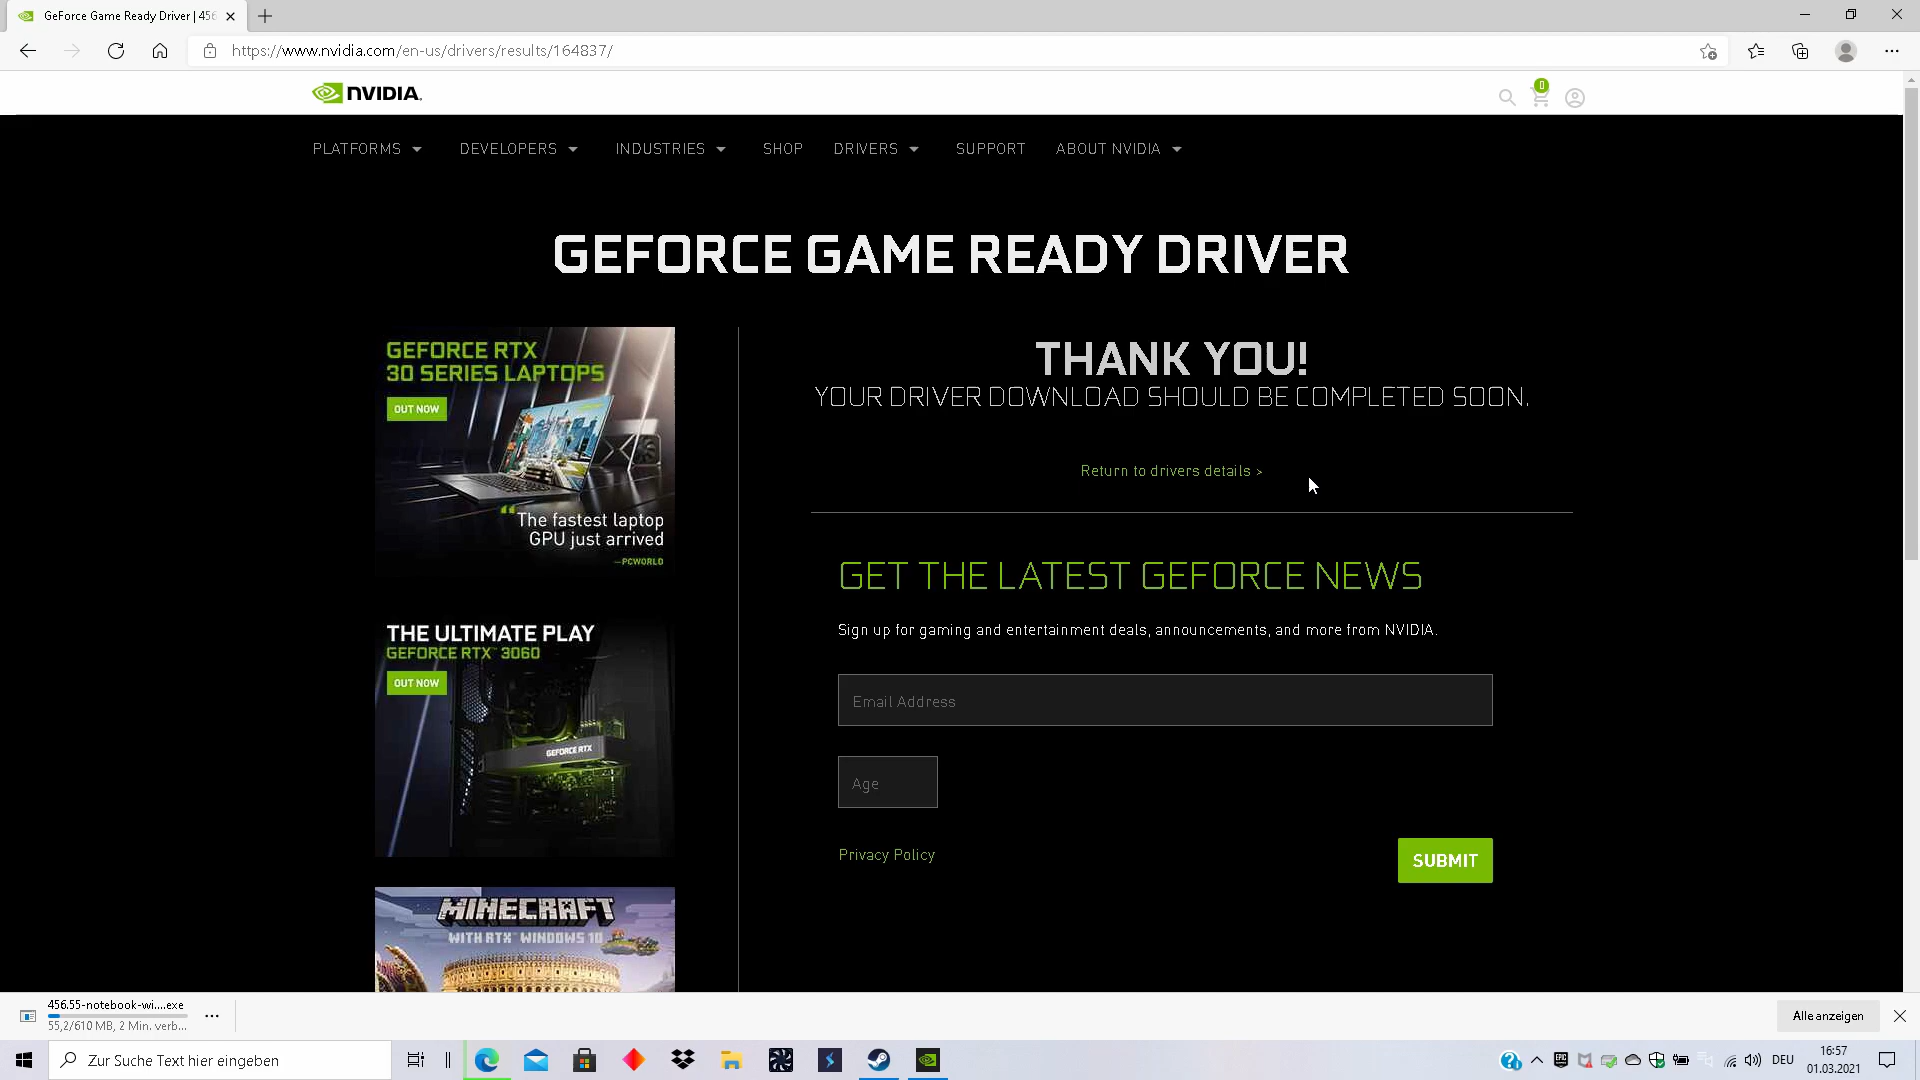 GeForce Game Ready Driver | 456
https://www.nvidia.com/en-us/drivers/results/164837/
NVIDIA.
0
PLATFORMS
DEVELOPERS
INDUSTRIES
SHOP
DRIVERS
SUPPORT
ABOUT NVIDIA
GEFORCE GAME READY DRIVER
GEFORCE RTX
30 SERIES LAPTOPS
OUT NOW
"The fastest laptop
GPU just arrived
—PCWORLD
THE ULTIMATE PLAY
GEFORCE RTX™ 3060
OUT NOW
GEFORCE RTX
MINECRAFT
WITH RTX™ WINDOWS 10
THANK YOU!
YOUR DRIVER DOWNLOAD SHOULD BE COMPLETED SOON.
Return to drivers details >
GET THE LATEST GEFORCE NEWS
Sign up for gaming and entertainment deals, announcements, and more from NVIDIA.
Email Address
Age
Privacy Policy
SUBMIT
456.55-notebook-wi....exe
55,2/610 MB, 2 Min. verb...
Alle anzeigen
Zur Suche Text hier eingeben
EPIC
DEU
16:57
01.03.2021